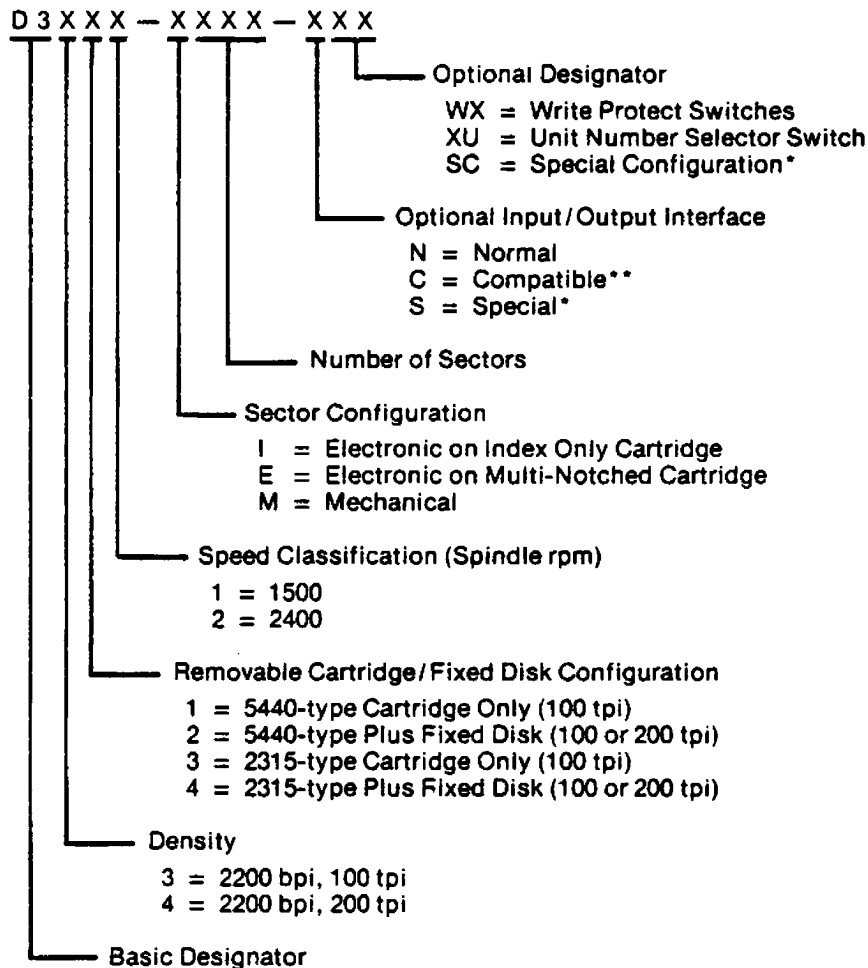 D 3 X X X – X X X X – X X X
Optional Designator
WX = Write Protect Switches
XU = Unit Number Selector Switch
SC = Special Configuration*
Optional Input/Output Interface
N = Normal
C = Compatible**
S = Special*
Number of Sectors
Sector Configuration
I = Electronic on Index Only Cartridge
E = Electronic on Multi-Notched Cartridge
M = Mechanical
Speed Classification (Spindle rpm)
1 = 1500
2 = 2400
Removable Cartridge/Fixed Disk Configuration
1 = 5440-type Cartridge Only (100 tpi)
2 = 5440-type Plus Fixed Disk (100 or 200 tpi)
3 = 2315-type Cartridge Only (100 tpi)
4 = 2315-type Plus Fixed Disk (100 or 200 tpi)
Density
3 = 2200 bpi, 100 tpi
4 = 2200 bpi, 200 tpi
Basic Designator